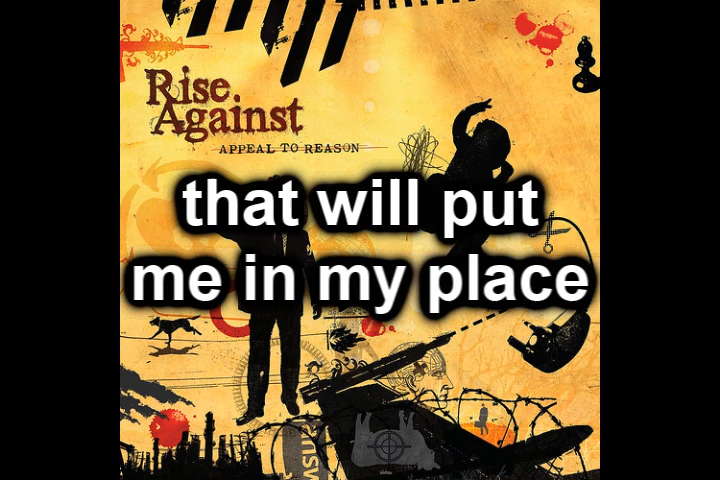 Rise
Against
APPEAL TO REASON
that will put
me in my place